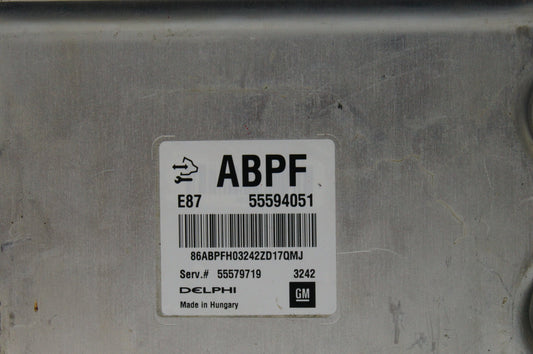 ABPF
E87 55594051
86ABPFH03242ZD17QMJ
Serv.# 55579719 3242
DELPHI GM
Made in Hungary